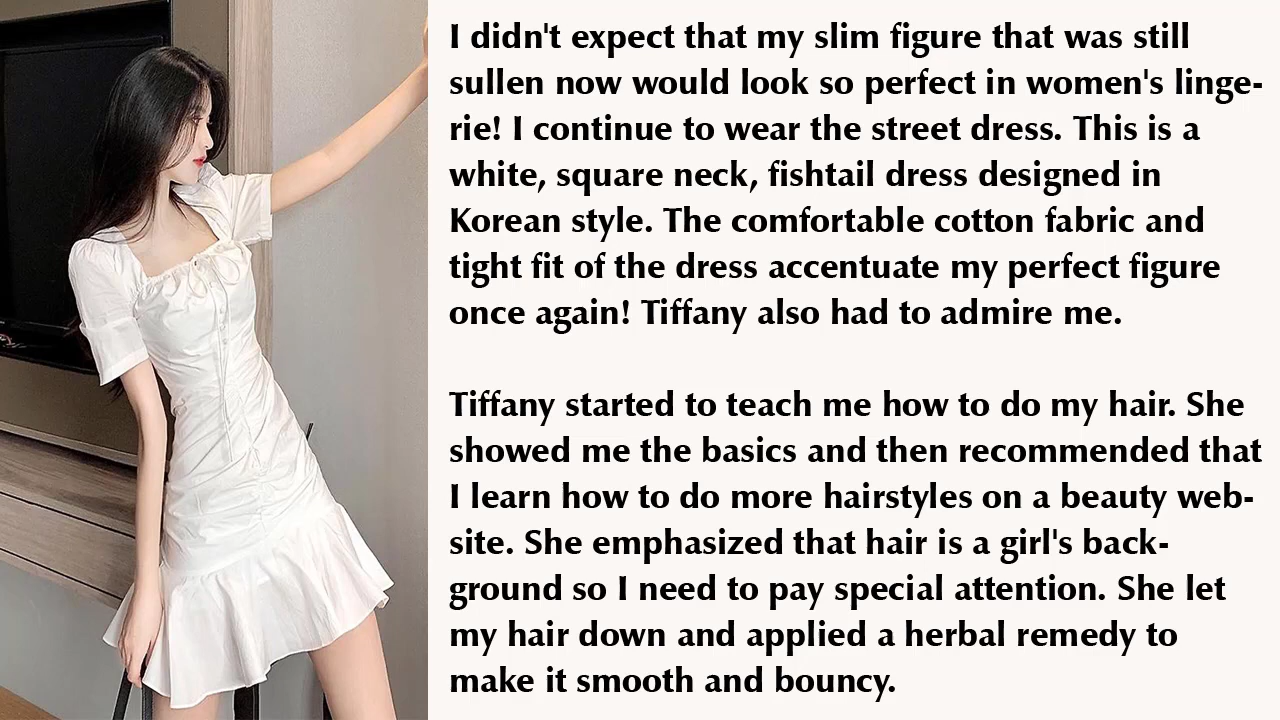 I didn't expect that my slim figure that was still
sullen now would look so perfect in women's linge-
rie! I continue to wear the street dress. This is a
white, square neck, fishtail dress designed in
Korean style. The comfortable cotton fabric and
tight fit of the dress accentuate my perfect figure
once again! Tiffany also had to admire me.
Tiffany started to teach me how to do my hair. She
showed me the basics and then recommended that
I learn how to do more hairstyles on a beauty web-
site. She emphasized that hair is a girl's back-
ground so I need to pay special attention. She let
my hair down and applied a herbal remedy to
make it smooth and bouncy.